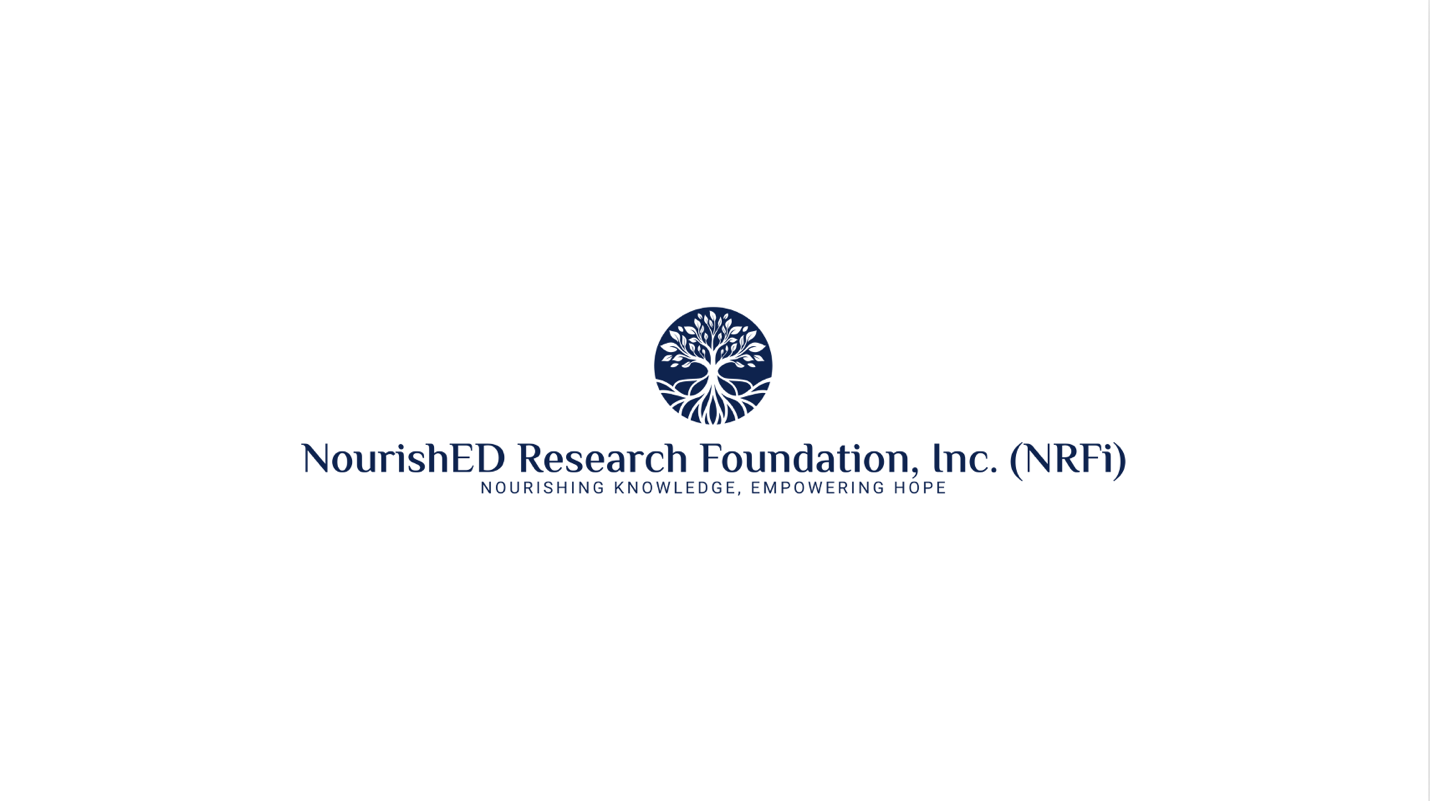 NourishED Research Foundation, Inc. (NRFi)
NOURISHING KNOWLEDGE, EMPOWERING HOPE